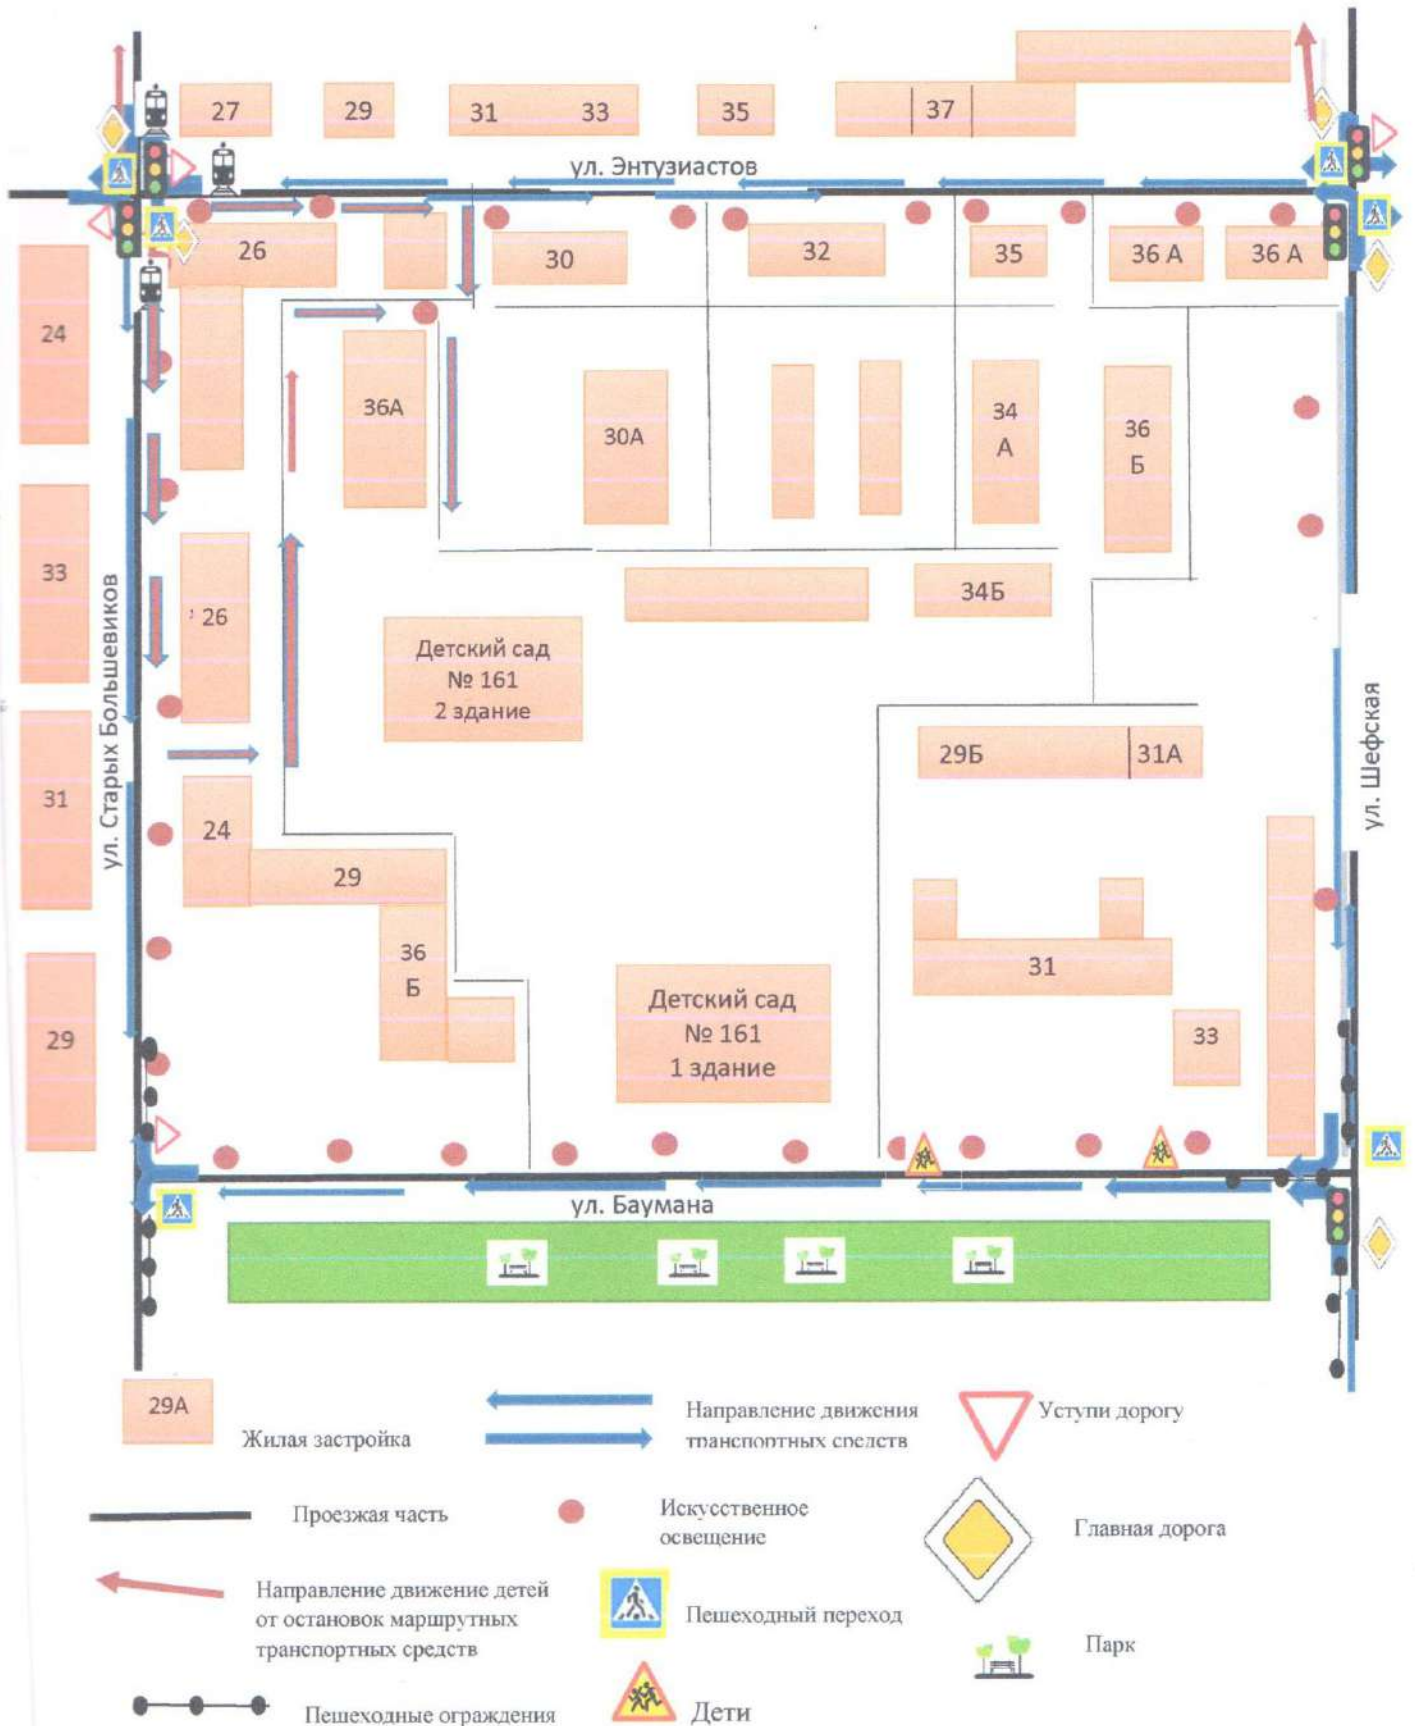 27
29
31
33
35
37
ул. Энтузиастов
26
30
32
35
36 А
36 А
24
36А
30А
34
А
36
Б
33
26
34Б
Детский сад
№ 161
2 здание
ул. Старых Большевиков
ул. Шефская
29Б
31А
31
24
29
36
Б
31
Детский сад
№ 161
1 здание
33
29
ул. Баумана
29А
Жилая застройка
Направление движения
транспортных средств
Уступи дорогу
Проезжая часть
Искусственное
освещение
Главная дорога
Направление движение детей
от остановок маршрутных
транспортных средств
Пешеходный переход
Парк
Пешеходные ограждения
Дети